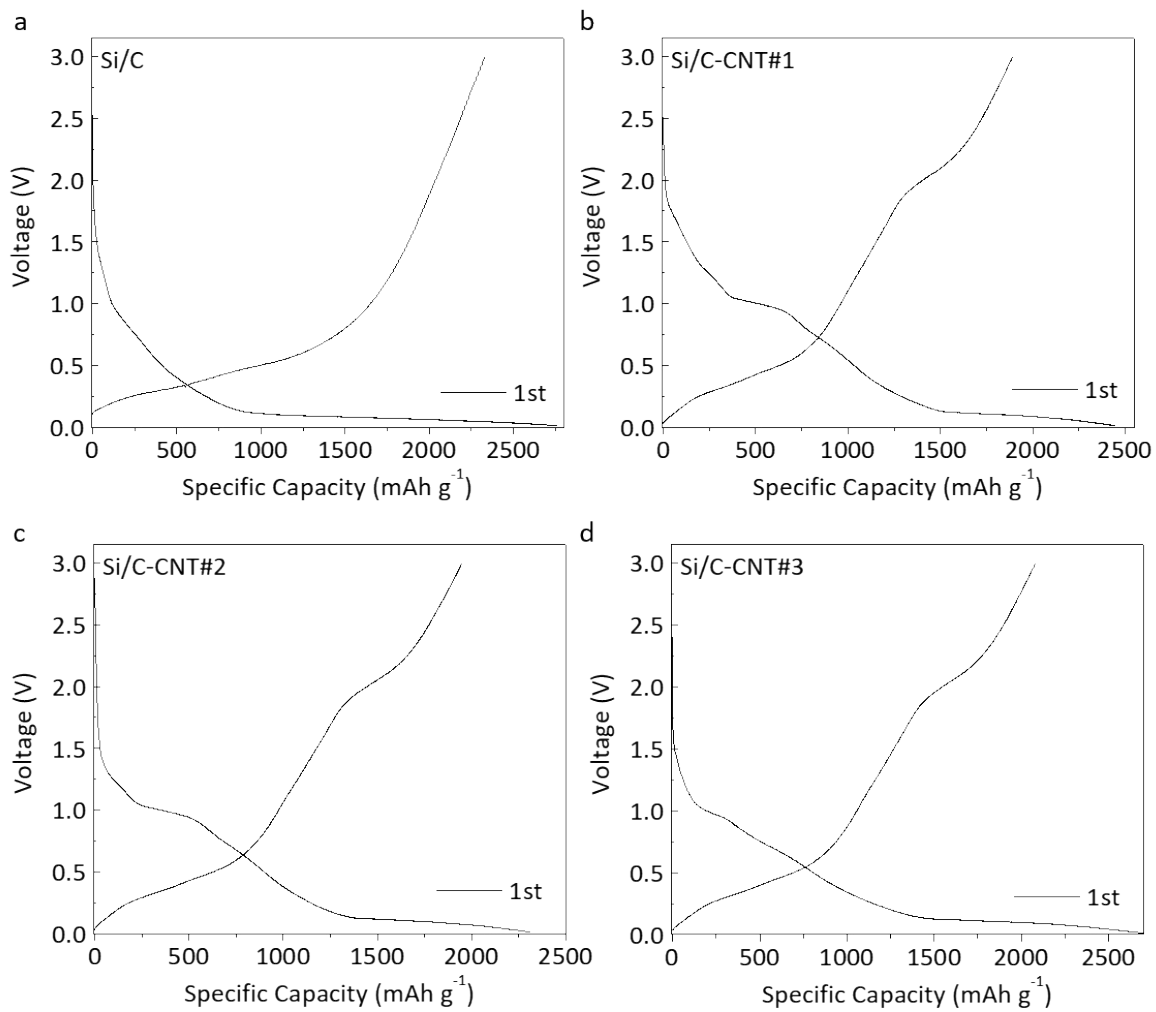 a
Si/C
3.0
2.5
2.0
1.5
1.0
0.5
0.0
Voltage (V)
1st
0 500 1000 1500 2000 2500
Specific Capacity (mAh g-1)
b
Si/C-CNT#1
3.0
2.5
2.0
1.5
1.0
0.5
0.0
Voltage (V)
1st
0 500 1000 1500 2000 2500
Specific Capacity (mAh g-1)
c
Si/C-CNT#2
3.0
2.5
2.0
1.5
1.0
0.5
0.0
Voltage (V)
1st
0 500 1000 1500 2000 2500
Specific Capacity (mAh g-1)
d
Si/C-CNT#3
3.0
2.5
2.0
1.5
1.0
0.5
0.0
Voltage (V)
1st
0 500 1000 1500 2000 2500
Specific Capacity (mAh g-1)